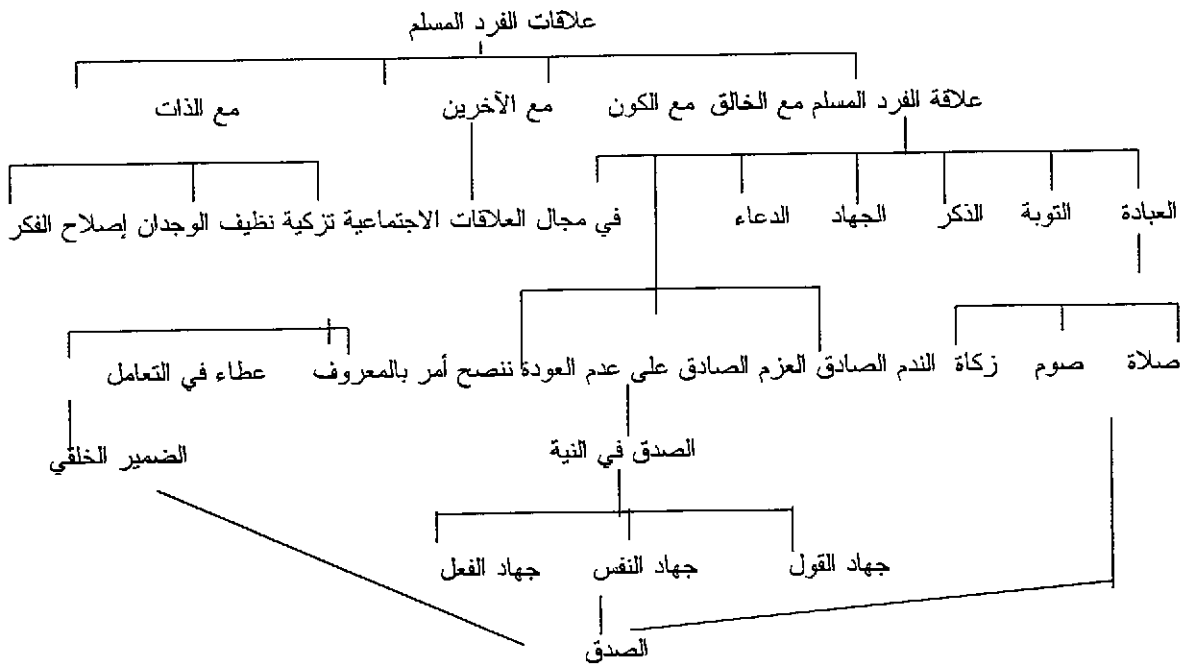 علاقات الفرد المسلم
علاقة الفرد المسلم مع الخالق مع الكون مع الآخرين مع الذات
العبادة التوبة الذكر الجهاد الدعاء في مجال العلاقات الاجتماعية تزكية نظيف الوجدان إصلاح الفكر
صلاة صوم زكاة الندم الصادق العزم الصادق على عدم العودة ننصح أمر بالمعروف عطاء في التعامل
الصدق في النية الضمير الخلقي
جهاد القول جهاد النفس جهاد الفعل
الصدق